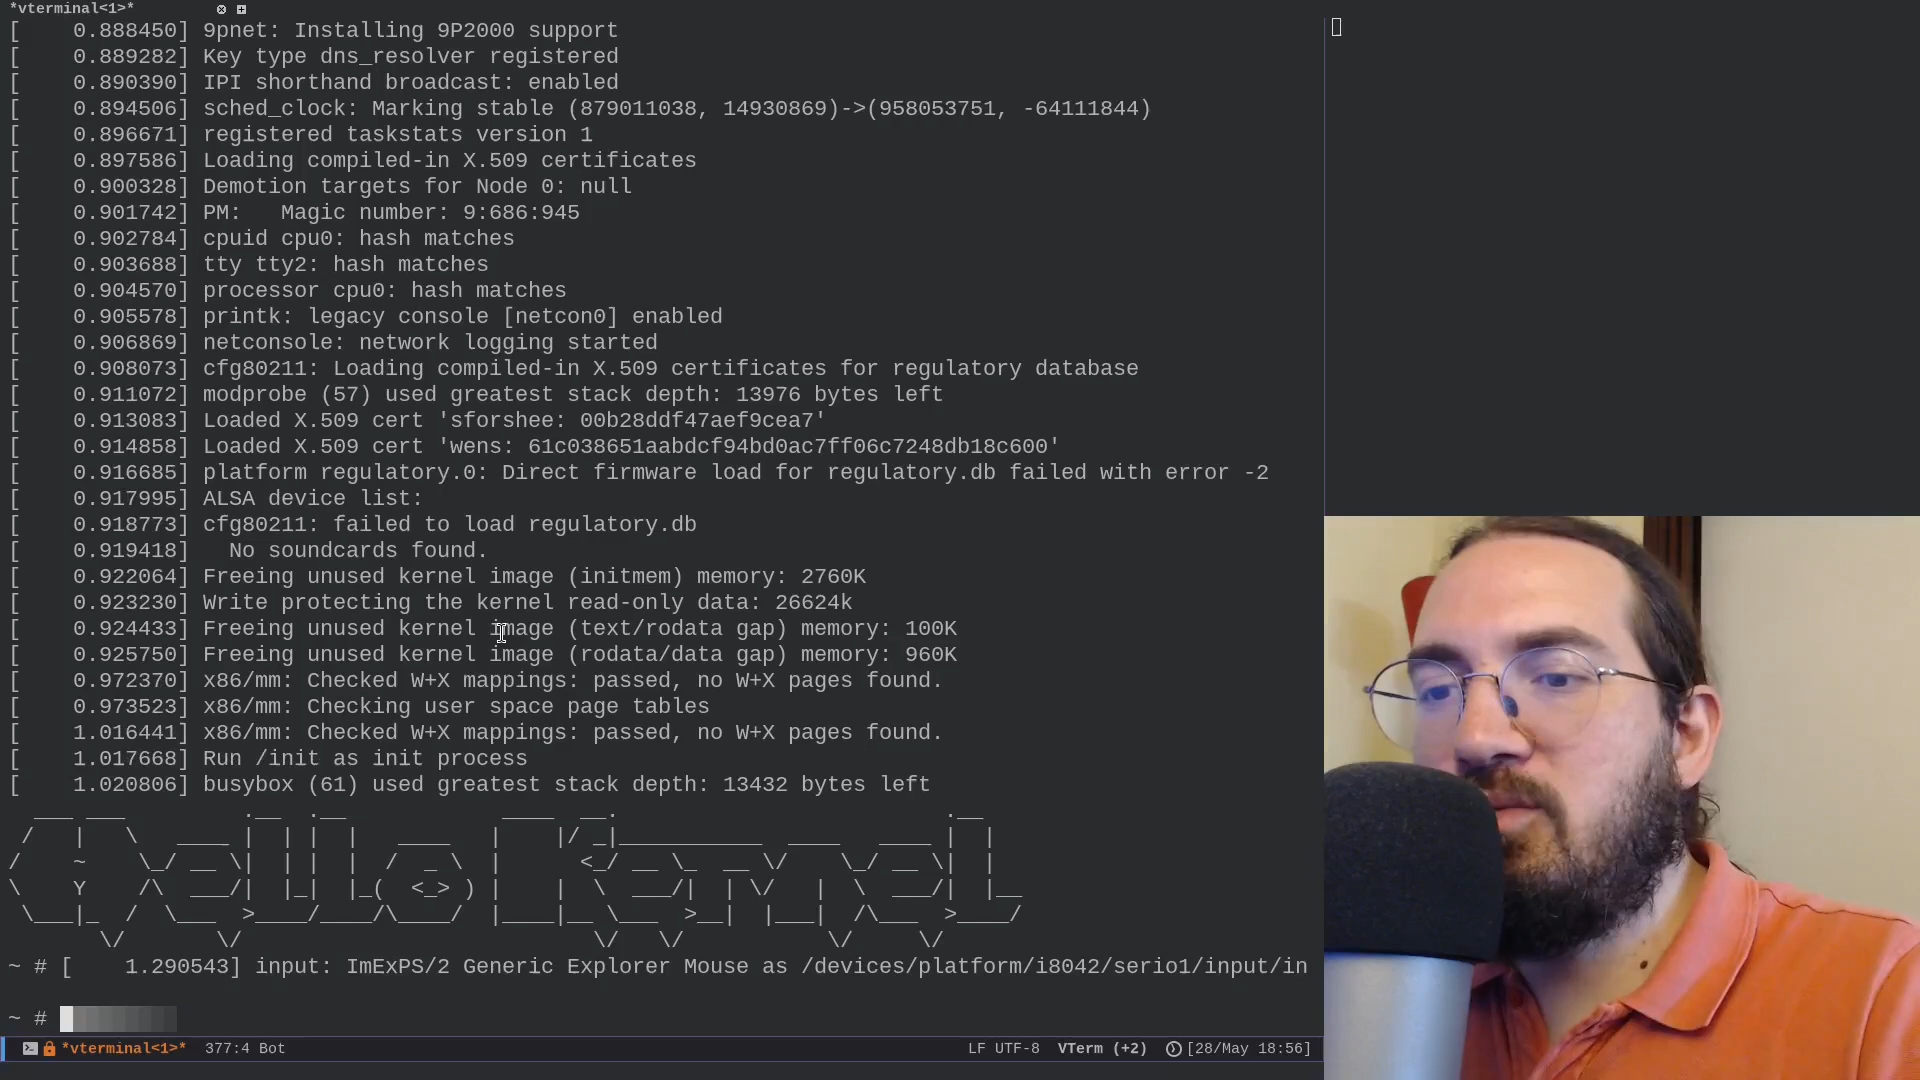 *vterminal<1>*
[    0.888450] 9pnet: Installing 9P2000 support
[    0.889282] Key type dns_resolver registered
[    0.890390] IPI shorthand broadcast: enabled
[    0.894506] sched_clock: Marking stable (879011038, 14930869)->(958053751, -64111844)
[    0.896671] registered taskstats version 1
[    0.897586] Loading compiled-in X.509 certificates
[    0.900328] Demotion targets for Node 0: null
[    0.901742] PM:   Magic number: 9:686:945
[    0.902784] cpuid cpu0: hash matches
[    0.903688] tty tty2: hash matches
[    0.904570] processor cpu0: hash matches
[    0.905578] printk: legacy console [netcon0] enabled
[    0.906869] netconsole: network logging started
[    0.908073] cfg80211: Loading compiled-in X.509 certificates for regulatory database
[    0.911072] modprobe (57) used greatest stack depth: 13976 bytes left
[    0.913083] Loaded X.509 cert 'sforshee: 00b28ddf47aef9cea7'
[    0.914858] Loaded X.509 cert 'wens: 61c038651aabdcf94bd0ac7ff06c7248db18c600'
[    0.916685] platform regulatory.0: Direct firmware load for regulatory.db failed with error -2
[    0.917995] ALSA device list:
[    0.918773] cfg80211: failed to load regulatory.db
[    0.919418]   No soundcards found.
[    0.922064] Freeing unused kernel image (initmem) memory: 2760K
[    0.923230] Write protecting the kernel read-only data: 26624k
[    0.924433] Freeing unused kernel image (text/rodata gap) memory: 100K
[    0.925750] Freeing unused kernel image (rodata/data gap) memory: 960K
[    0.972370] x86/mm: Checked W+X mappings: passed, no W+X pages found.
[    0.973523] x86/mm: Checking user space page tables
[    1.016441] x86/mm: Checked W+X mappings: passed, no W+X pages found.
[    1.017668] Run /init as init process
[    1.020806] busybox (61) used greatest stack depth: 13432 bytes left
Hello Kernel
~ # [    1.290543] input: ImExPS/2 Generic Explorer Mouse as /devices/platform/i8042/serio1/input/in
~ #
*vterminal<1>*  377:4 Bot  LF UTF-8  VTerm (+2)  [28/May 18:56]